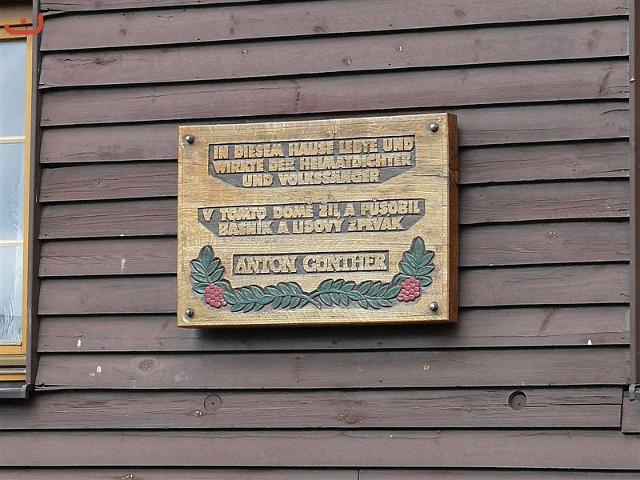 IN DIESEM HAUSE LEBTE UND
WIRKTE DER HEIMATDICHTER
UND VOLKSSÄNGER
V TOMTO DOMĚ ŽIL A PŮSOBIL
BÁSNÍK A LIDOVÝ ZPĚVÁK
ANTON GÜNTHER